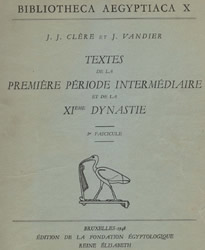 BIBLIOTHECA AEGYPTIACA X
J. J. CLÈRE ET J. VANDIER
TEXTES
DE LA
PREMIÈRE PÉRIODE INTERMÉDIAIRE
ET DE LA
XIÈME DYNASTIE
FASCICULE
BRUXELLES
ÉDITION DE LA FONDATION ÉGYPTOLOGIQUE
REINE ÉLISABETH